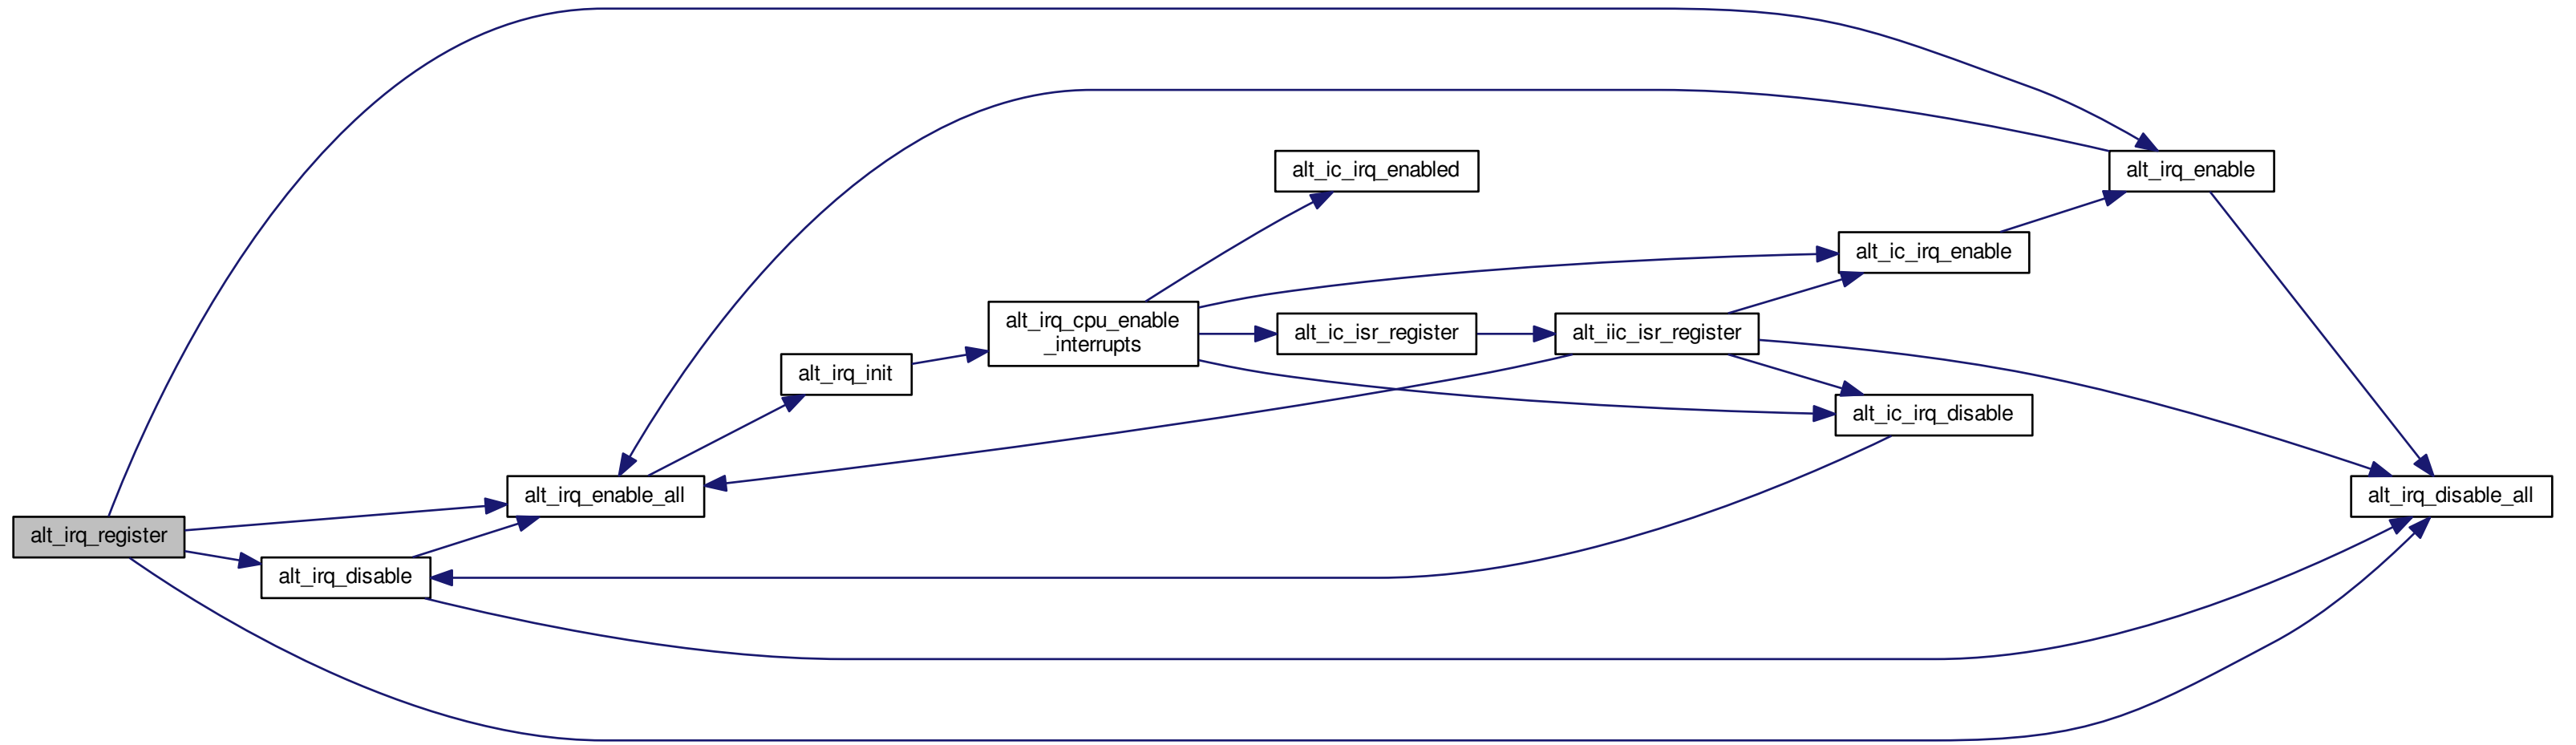 alt_ic_irq_enabled
alt_irq_enable
alt_ic_irq_enable
alt_irq_cpu_enable
_interrupts
alt_ic_isr_register
alt_iic_isr_register
alt_irq_init
alt_ic_irq_disable
alt_irq_enable_all
alt_irq_disable_all
alt_irq_register
alt_irq_disable